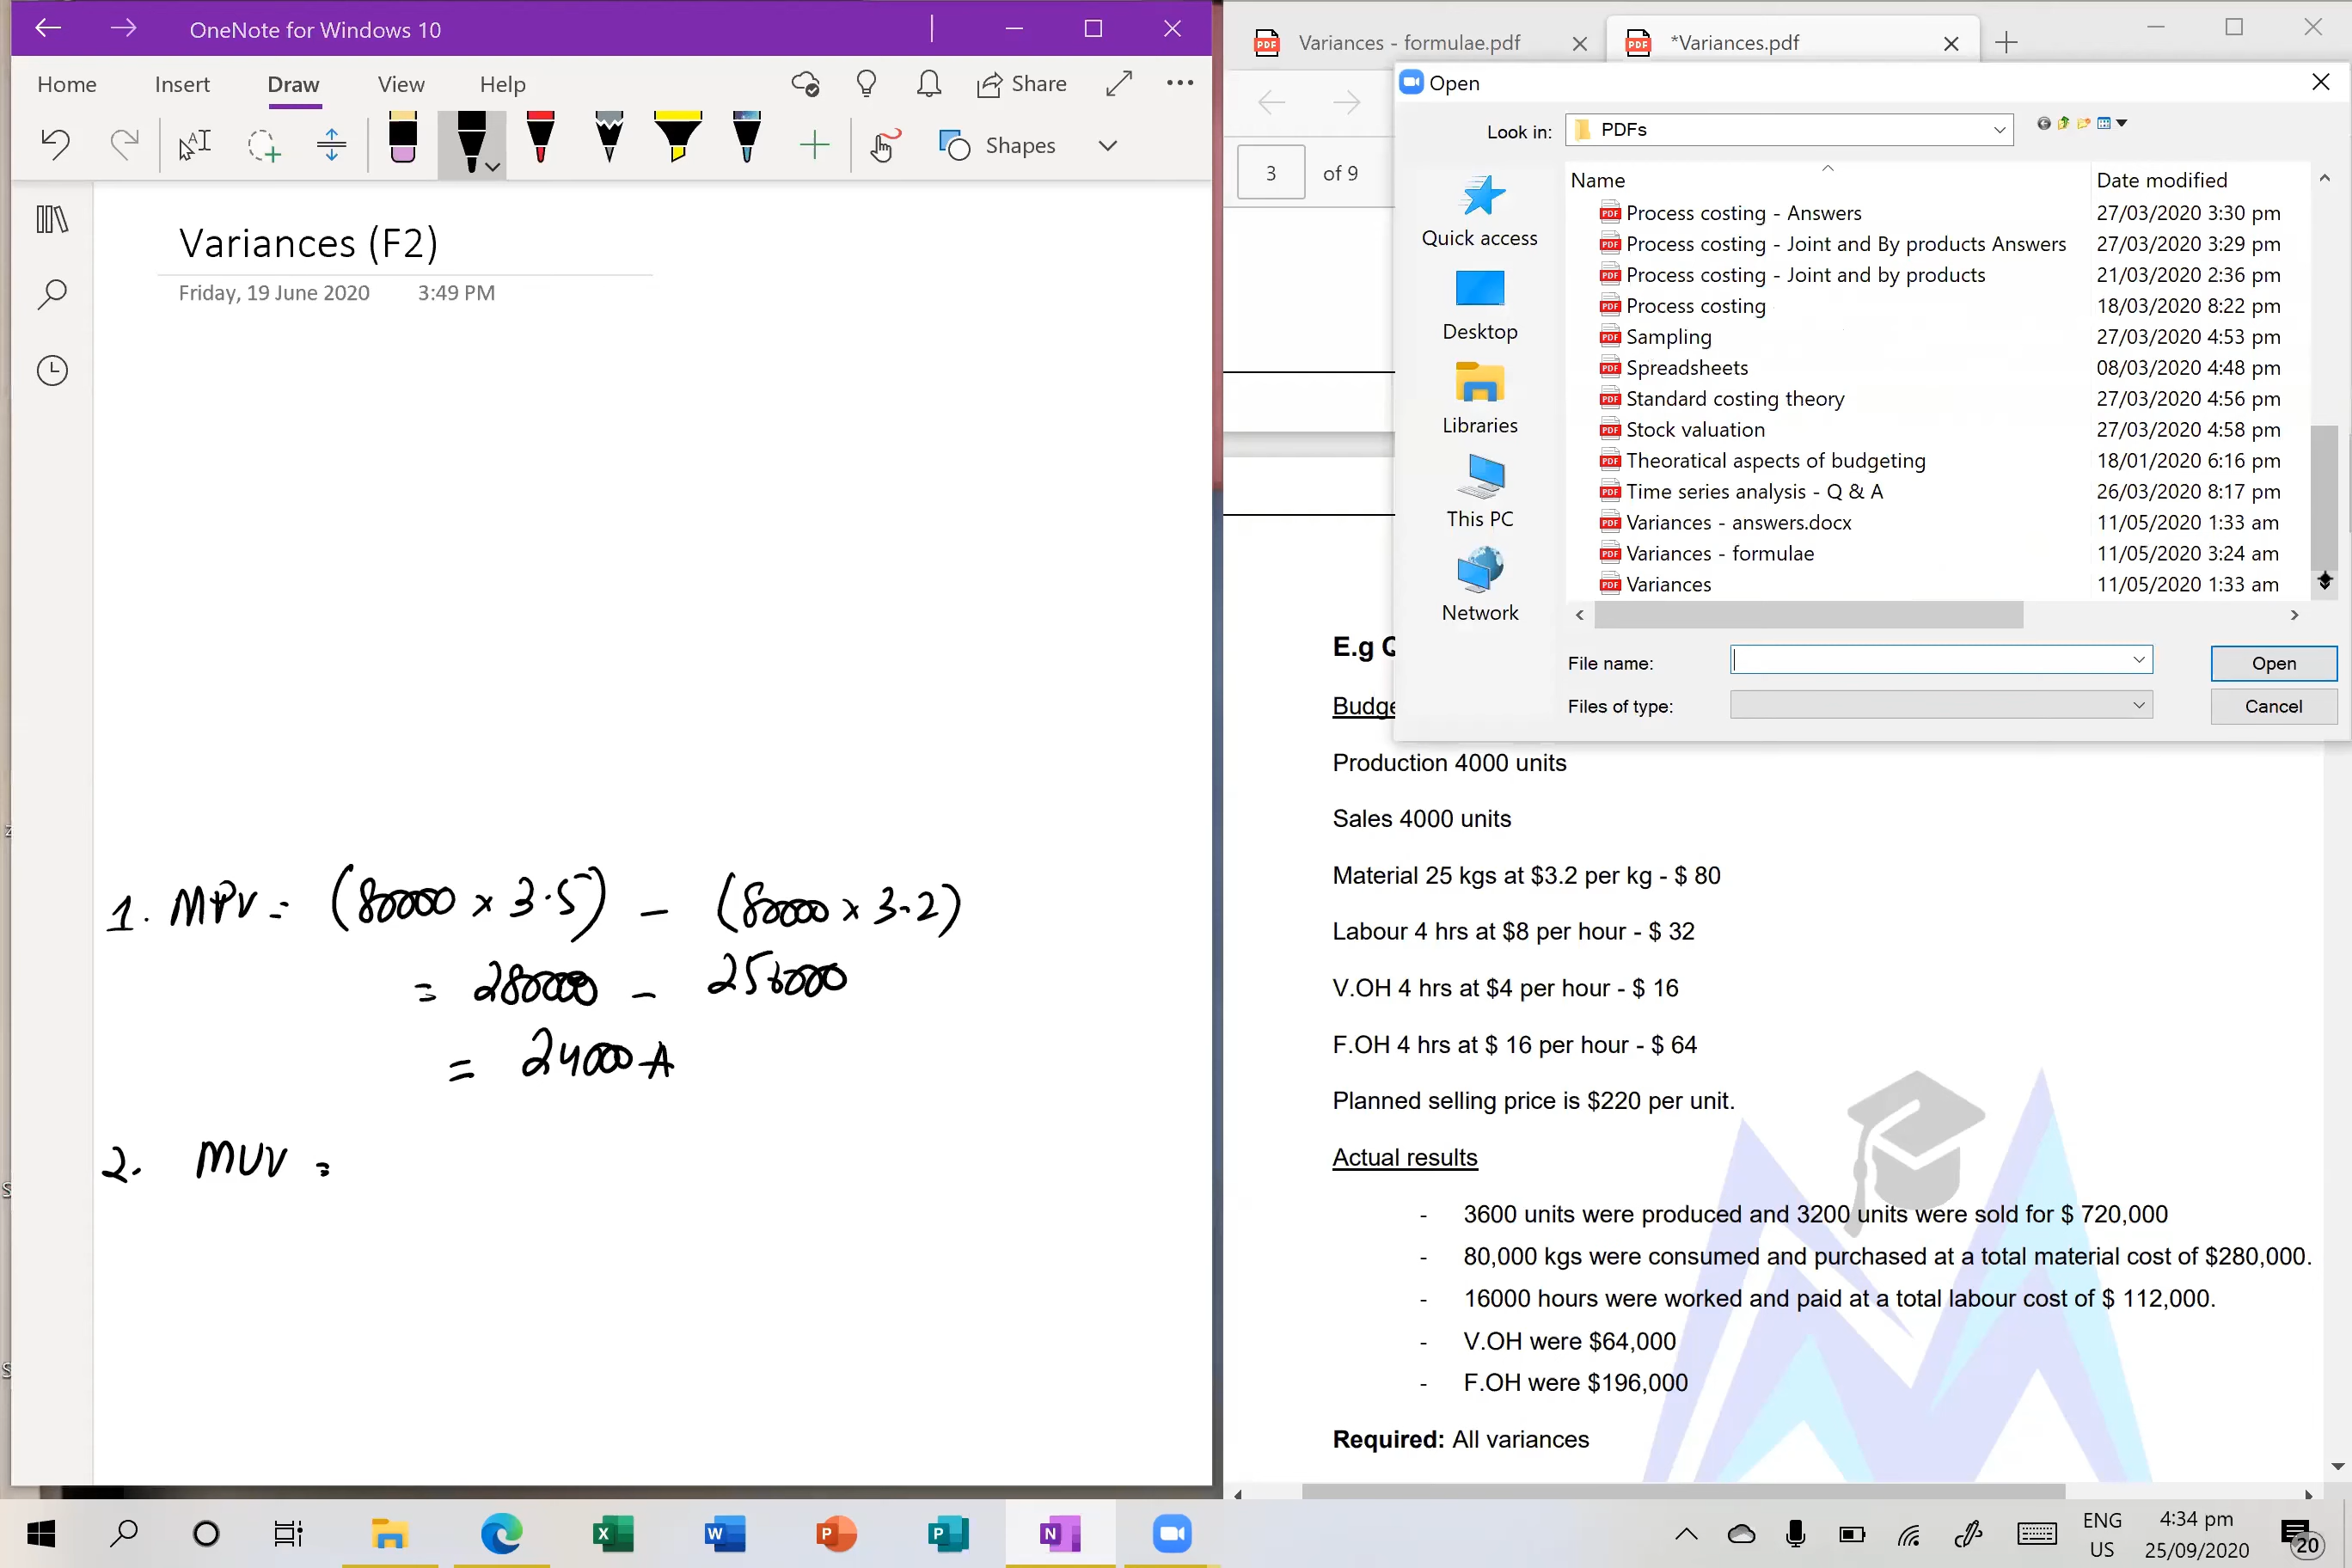 OneNote for Windows 10
Home Insert Draw View Help Share
Shapes
Variances (F2)
Friday, 19 June 2020 3:49 PM
1. MPV = (80000 x 3.5) - (80000 x 3.2)
= 280000 - 256000
= 24000 A
2. MUV =
Variances - formulae.pdf
*Variances.pdf
3 of 9
Open
Look in: PDFs
Quick access
Desktop
Libraries
This PC
Network
Name Date modified
Process costing - Answers 27/03/2020 3:30 pm
Process costing - Joint and By products Answers 27/03/2020 3:29 pm
Process costing - Joint and by products 21/03/2020 2:36 pm
Process costing 18/03/2020 8:22 pm
Sampling 27/03/2020 4:53 pm
Spreadsheets 08/03/2020 4:48 pm
Standard costing theory 27/03/2020 4:56 pm
Stock valuation 27/03/2020 4:58 pm
Theoratical aspects of budgeting 18/01/2020 6:16 pm
Time series analysis - Q & A 26/03/2020 8:17 pm
Variances - answers.docx 11/05/2020 1:33 am
Variances - formulae 11/05/2020 3:24 am
Variances 11/05/2020 1:33 am
File name: Open
Files of type: Cancel
E.g
Budge
Production 4000 units
Sales 4000 units
Material 25 kgs at $3.2 per kg - $ 80
Labour 4 hrs at $8 per hour - $ 32
V.OH 4 hrs at $4 per hour - $ 16
F.OH 4 hrs at $ 16 per hour - $ 64
Planned selling price is $220 per unit.
Actual results
- 3600 units were produced and 3200 units were sold for $ 720,000
- 80,000 kgs were consumed and purchased at a total material cost of $280,000.
- 16000 hours were worked and paid at a total labour cost of $ 112,000.
- V.OH were $64,000
- F.OH were $196,000
Required: All variances
ENG 4:34 pm
US 25/09/2020 20